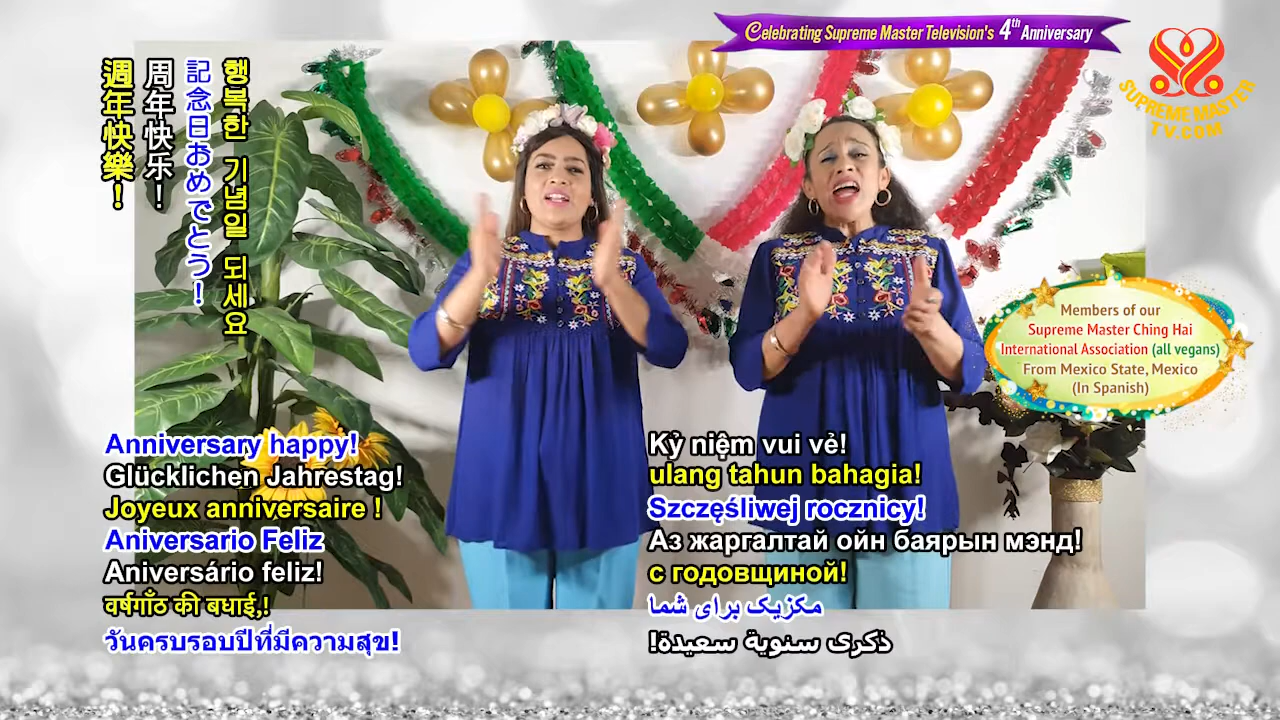 Celebrating Supreme Master Television's 4th Anniversary
SUPREME MASTER
TV.COM
週年快樂！
周年快乐！
記念日おめでとう！
행복한 기념일 되세요
Members of our
Supreme Master Ching Hai
International Association (all vegans)
From Mexico State, Mexico
(In Spanish)
Anniversary happy!
Glücklichen Jahrestag!
Joyeux anniversaire !
Aniversario Feliz
Aniversário feliz!
वर्षगाँठ की बधाई,!
วันครบรอบปีที่มีความสุข!
Kỷ niệm vui vẻ!
ulang tahun bahagia!
Szczęśliwej rocznicy!
Аз жаргалтай ойн баярын мэнд!
с годовщиной!
مکزیک برای شما
ذكرى سنوية سعيدة!